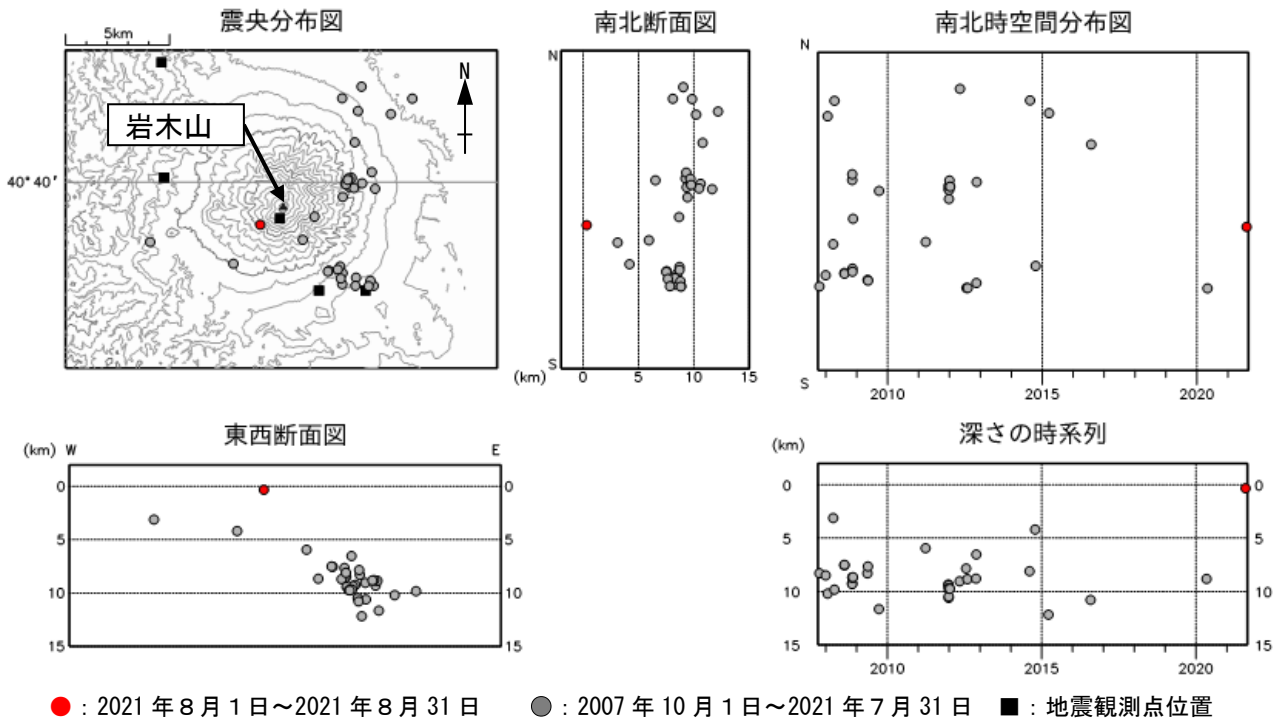 震央分布図
5km
N
岩木山
40°40′
南北断面図
N
S
(km) 0 5 10 15
南北時空間分布図
N
S
2010 2015 2020
東西断面図
(km) W E
0 0
5 5
10 10
15 15
深さの時系列
(km)
0 0
5 5
10 10
15 15
2010 2015 2020
：2021年８月１日～2021年８月31日 ：2007年10月１日～2021年７月31日 ：地震観測点位置